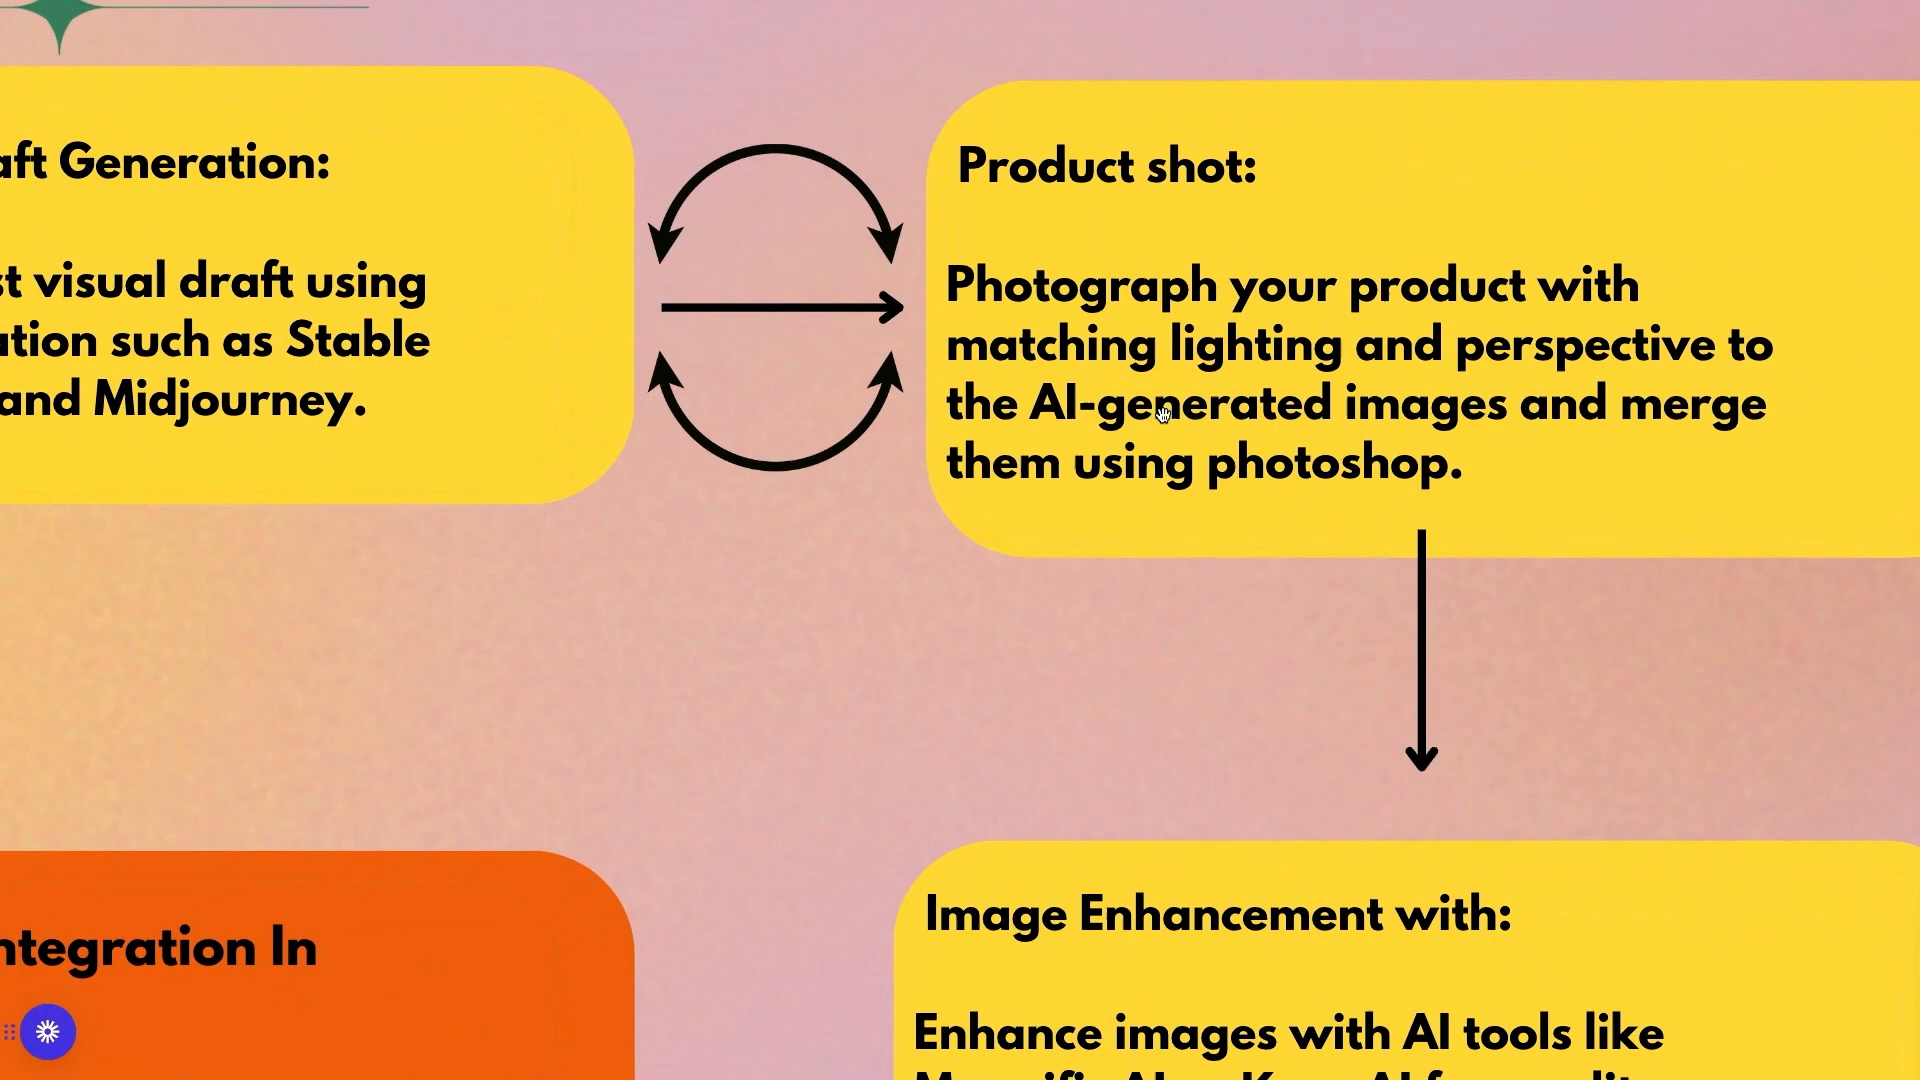 aft Generation:
st visual draft using
ation such as Stable
and Midjourney.
Product shot:
Photograph your product with
matching lighting and perspective to
the AI-generated images and merge
them using photoshop.
ntegration In
Image Enhancement with:
Enhance images with AI tools like